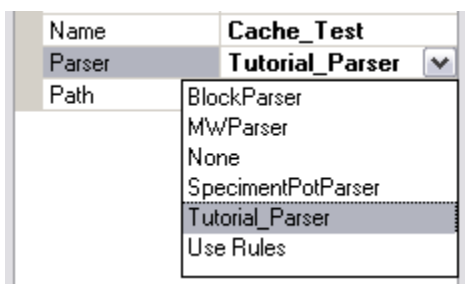 Name Cache_Test
Parser Tutorial_Parser
Path
BlockParser
MWParser
None
SpecimentPotParser
Tutorial_Parser
Use Rules